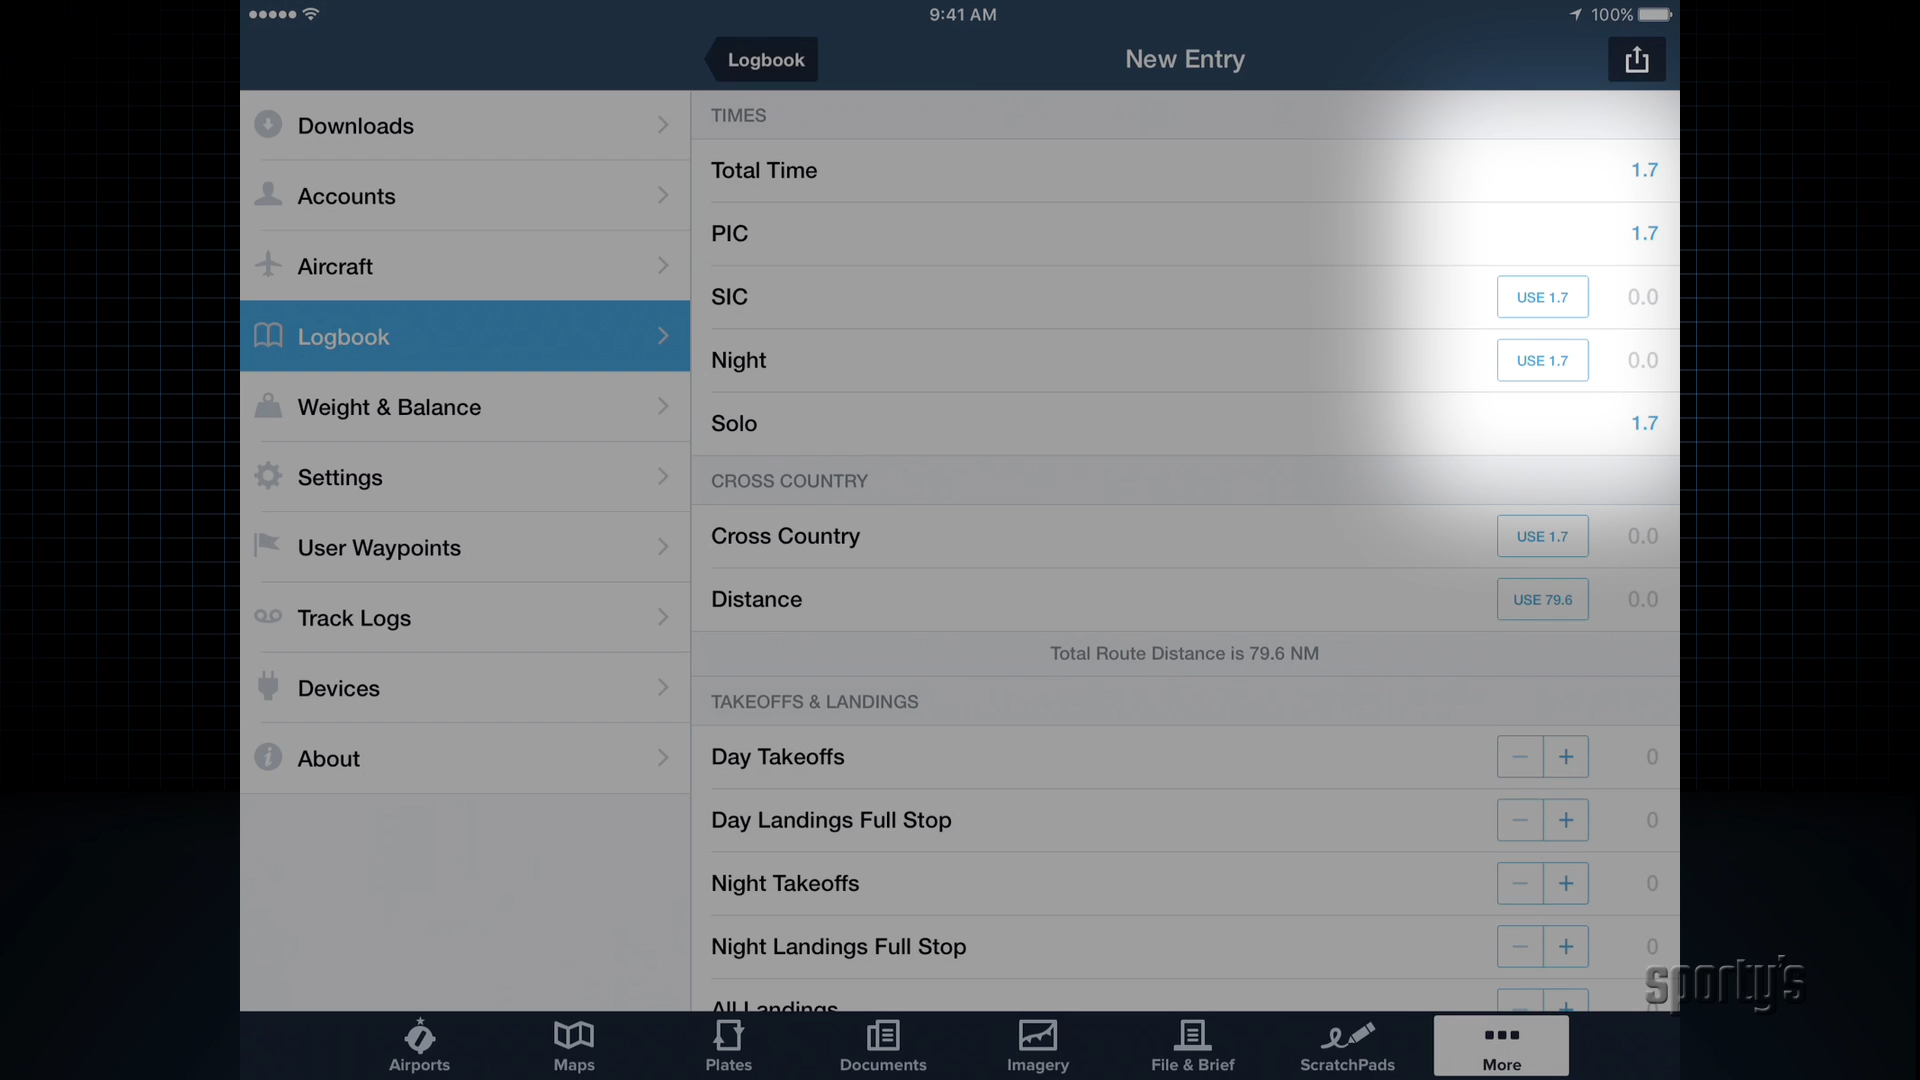 9:41 AM
100%
Logbook
New Entry
Downloads
Accounts
Aircraft
Logbook
Weight & Balance
Settings
User Waypoints
Track Logs
Devices
About
TIMES
Total Time 1.7
PIC 1.7
SIC USE 1.7 0.0
Night USE 1.7 0.0
Solo 1.7
CROSS COUNTRY
Cross Country USE 1.7 0.0
Distance USE 79.6 0.0
Total Route Distance is 79.6 NM
TAKEOFFS & LANDINGS
Day Takeoffs − + 0
Day Landings Full Stop − + 0
Night Takeoffs − + 0
Night Landings Full Stop − + 0
All Landings − + 0
sporty's
Airports
Maps
Plates
Documents
Imagery
File & Brief
ScratchPads
More